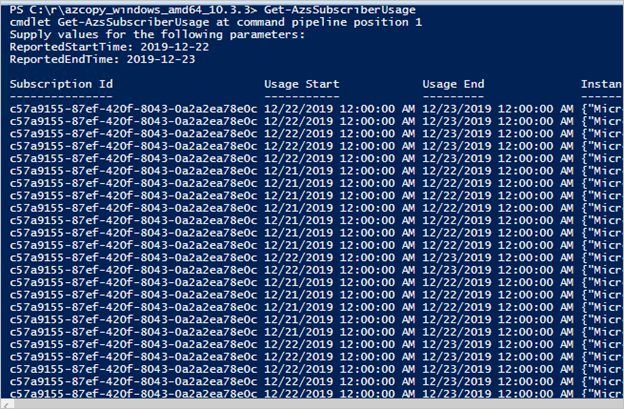 PS C:\r\azcopy_windows_amd64_10.3.3> Get-AzsSubscriberUsage
cmdlet Get-AzsSubscriberUsage at command pipeline position 1
Supply values for the following parameters:
ReportedStartTime: 2019-12-22
ReportedEndTime: 2019-12-23
Subscription Id Usage Start Usage End Instan
--------------- ----------- --------- ------
c57a9155-87ef-420f-8043-0a2a2ea78e0c 12/22/2019 12:00:00 AM 12/23/2019 12:00:00 AM {"Micr
c57a9155-87ef-420f-8043-0a2a2ea78e0c 12/22/2019 12:00:00 AM 12/23/2019 12:00:00 AM {"Micr
c57a9155-87ef-420f-8043-0a2a2ea78e0c 12/22/2019 12:00:00 AM 12/23/2019 12:00:00 AM {"Micr
c57a9155-87ef-420f-8043-0a2a2ea78e0c 12/22/2019 12:00:00 AM 12/23/2019 12:00:00 AM {"Micr
c57a9155-87ef-420f-8043-0a2a2ea78e0c 12/22/2019 12:00:00 AM 12/23/2019 12:00:00 AM {"Micr
c57a9155-87ef-420f-8043-0a2a2ea78e0c 12/21/2019 12:00:00 AM 12/22/2019 12:00:00 AM {"Micr
c57a9155-87ef-420f-8043-0a2a2ea78e0c 12/21/2019 12:00:00 AM 12/22/2019 12:00:00 AM {"Micr
c57a9155-87ef-420f-8043-0a2a2ea78e0c 12/21/2019 12:00:00 AM 12/22/2019 12:00:00 AM {"Micr
c57a9155-87ef-420f-8043-0a2a2ea78e0c 12/21/2019 12:00:00 AM 12/22/2019 12:00:00 AM {"Micr
c57a9155-87ef-420f-8043-0a2a2ea78e0c 12/21/2019 12:00:00 AM 12/22/2019 12:00:00 AM {"Micr
c57a9155-87ef-420f-8043-0a2a2ea78e0c 12/21/2019 12:00:00 AM 12/22/2019 12:00:00 AM {"Micr
c57a9155-87ef-420f-8043-0a2a2ea78e0c 12/21/2019 12:00:00 AM 12/22/2019 12:00:00 AM {"Micr
c57a9155-87ef-420f-8043-0a2a2ea78e0c 12/22/2019 12:00:00 AM 12/23/2019 12:00:00 AM {"Micr
c57a9155-87ef-420f-8043-0a2a2ea78e0c 12/21/2019 12:00:00 AM 12/22/2019 12:00:00 AM {"Micr
c57a9155-87ef-420f-8043-0a2a2ea78e0c 12/21/2019 12:00:00 AM 12/22/2019 12:00:00 AM {"Micr
c57a9155-87ef-420f-8043-0a2a2ea78e0c 12/21/2019 12:00:00 AM 12/22/2019 12:00:00 AM {"Micr
c57a9155-87ef-420f-8043-0a2a2ea78e0c 12/21/2019 12:00:00 AM 12/22/2019 12:00:00 AM {"Micr
c57a9155-87ef-420f-8043-0a2a2ea78e0c 12/22/2019 12:00:00 AM 12/23/2019 12:00:00 AM {"Micr
c57a9155-87ef-420f-8043-0a2a2ea78e0c 12/21/2019 12:00:00 AM 12/22/2019 12:00:00 AM {"Micr
c57a9155-87ef-420f-8043-0a2a2ea78e0c 12/22/2019 12:00:00 AM 12/23/2019 12:00:00 AM {"Micr
c57a9155-87ef-420f-8043-0a2a2ea78e0c 12/22/2019 12:00:00 AM 12/23/2019 12:00:00 AM {"Micr
c57a9155-87ef-420f-8043-0a2a2ea78e0c 12/22/2019 12:00:00 AM 12/23/2019 12:00:00 AM {"Micr
c57a9155-87ef-420f-8043-0a2a2ea78e0c 12/22/2019 12:00:00 AM 12/23/2019 12:00:00 AM {"Micr
c57a9155-87ef-420f-8043-0a2a2ea78e0c 12/22/2019 12:00:00 AM 12/23/2019 12:00:00 AM {"Micr